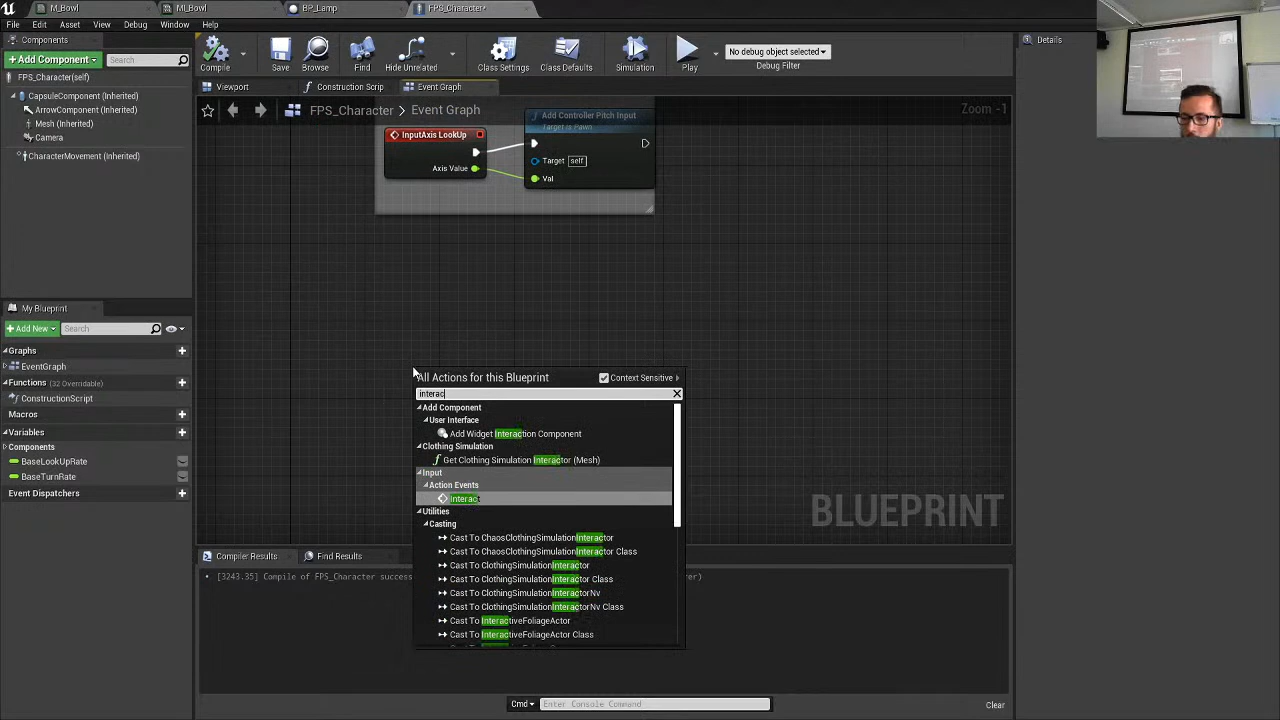 M_Bowl
MI_Bowl
BP_Lamp
FPS_Character*
File Edit Asset View Debug Window Help
Components
+ Add Component
Search
FPS_Character(self)
CapsuleComponent (Inherited)
ArrowComponent (Inherited)
Mesh (Inherited)
Camera
CharacterMovement (Inherited)
Compile
Save
Browse
Find
Hide Unrelated
Class Settings
Class Defaults
Simulation
Play
No debug object selected
Debug Filter
Details
Viewport
Construction Scrip
Event Graph
FPS_Character > Event Graph
Zoom -1
InputAxis LookUp
Axis Value
Add Controller Pitch Input
Target is Pawn
Target self
Val
My Blueprint
+ Add New
Search
Graphs
EventGraph
Functions (32 Overridable)
ConstructionScript
Macros
Variables
Components
BaseLookUpRate
BaseTurnRate
Event Dispatchers
All Actions for this Blueprint
Context Sensitive
interac
Add Component
User Interface
Add Widget Interaction Component
Clothing Simulation
Get Clothing Simulation Interactor (Mesh)
Input
Action Events
Interact
Utilities
Casting
Cast To ChaosClothingSimulationInteractor
Cast To ChaosClothingSimulationInteractor Class
Cast To ClothingSimulationInteractor
Cast To ClothingSimulationInteractor Class
Cast To ClothingSimulationInteractorNv
Cast To ClothingSimulationInteractorNv Class
Cast To InteractiveFoliageActor
Cast To InteractiveFoliageActor Class
BLUEPRINT
Compiler Results
Find Results
[3243.35] Compile of FPS_Character success
Cmd
Enter Console Command
Clear